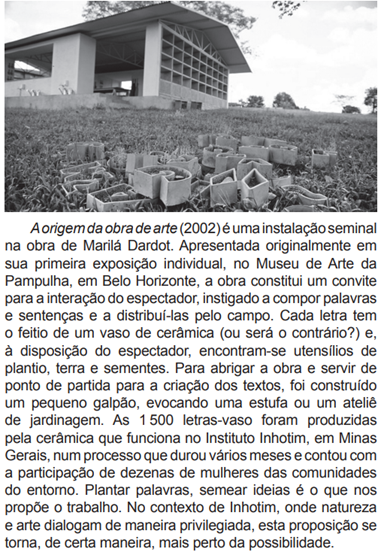 A origem da obra de arte (2002) é uma instalação seminal
na obra de Marilá Dardot. Apresentada originalmente em
sua primeira exposição individual, no Museu de Arte da
Pampulha, em Belo Horizonte, a obra constitui um convite
para a interação do espectador, instigado a compor palavras
e sentenças e a distribuí-las pelo campo. Cada letra tem
o feitio de um vaso de cerâmica (ou será o contrário?) e,
à disposição do espectador, encontram-se utensílios de
plantio, terra e sementes. Para abrigar a obra e servir de
ponto de partida para a criação dos textos, foi construído
um pequeno galpão, evocando uma estufa ou um ateliê
de jardinagem. As 1 500 letras-vaso foram produzidas
pela cerâmica que funciona no Instituto Inhotim, em Minas
Gerais, num processo que durou vários meses e contou com
a participação de dezenas de mulheres das comunidades
do entorno. Plantar palavras, semear ideias é o que nos
propõe o trabalho. No contexto de Inhotim, onde natureza
e arte dialogam de maneira privilegiada, esta proposição se
torna, de certa maneira, mais perto da possibilidade.